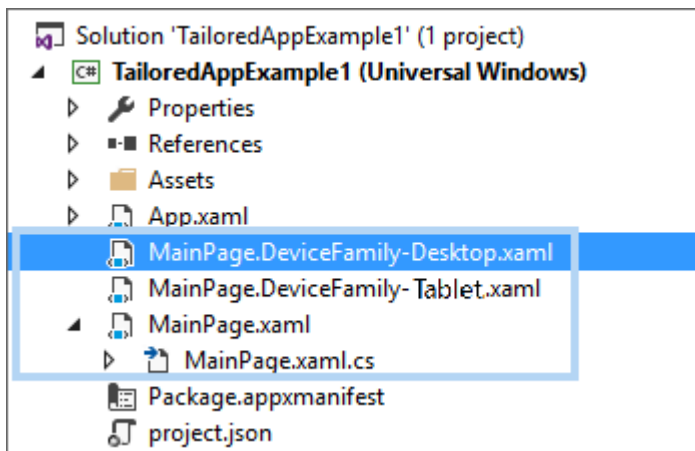 Solution 'TailoredAppExample1' (1 project)
C# TailoredAppExample1 (Universal Windows)
Properties
References
Assets
App.xaml
MainPage.DeviceFamily-Desktop.xaml
MainPage.DeviceFamily-Tablet.xaml
MainPage.xaml
MainPage.xaml.cs
Package.appxmanifest
project.json